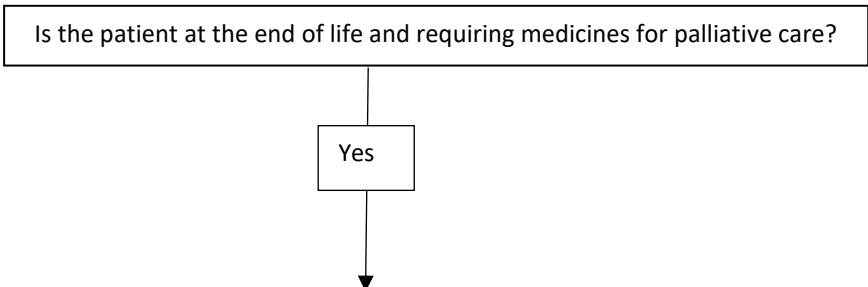 Is the patient at the end of life and requiring medicines for palliative care?
Yes